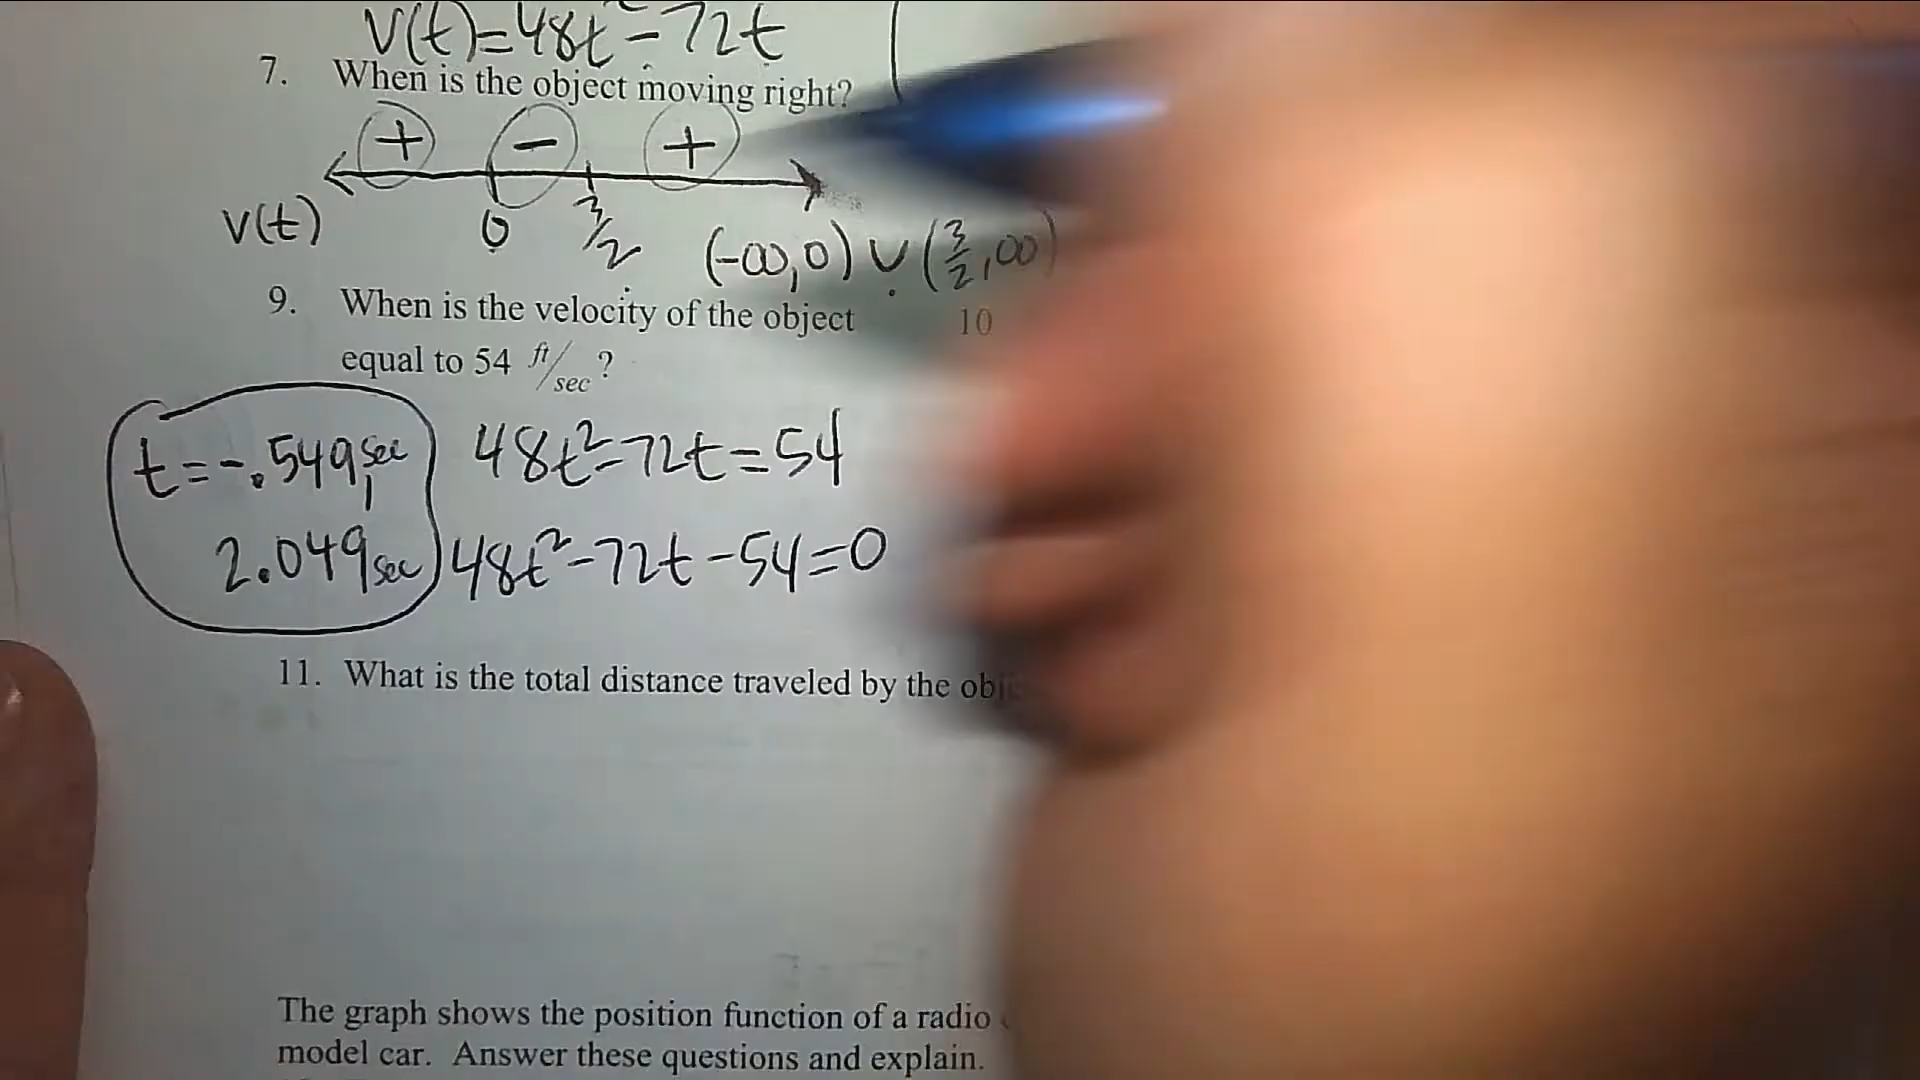 V(t)=48t²-72t
7. When is the object moving right?
+ - +
V(t) 0 3/2 (-∞,0) ∪ (3/2,∞)
9. When is the velocity of the object 10
equal to 54 ft/sec ?
t=-.549sec, 48t²-72t=54
2.049sec 48t²-72t-54=0
11. What is the total distance traveled by the
The graph shows the position function of a radio
model car. Answer these questions and explain.